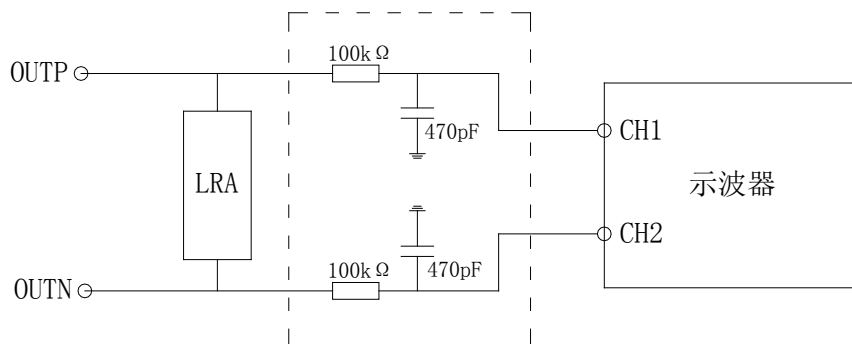 100kΩ
OUTP
470pF
CH1
LRA
示波器
CH2
470pF
100kΩ
OUTN